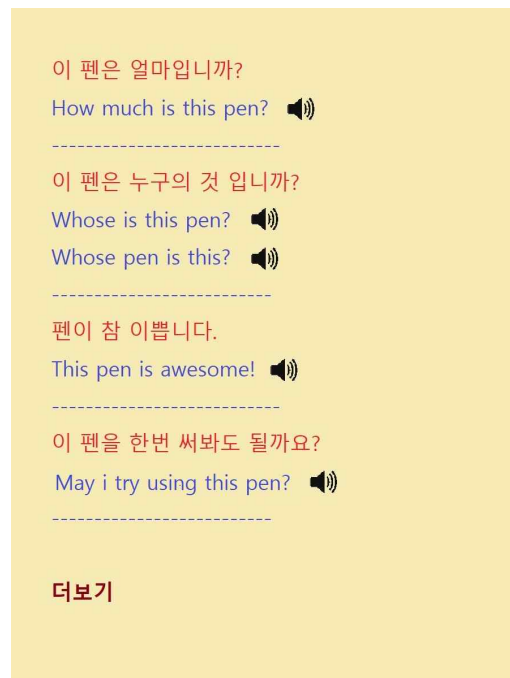 이 펜은 얼마입니까?
How much is this pen?
---------------------------
이 펜은 누구의 것 입니까?
Whose is this pen?
Whose pen is this?
--------------------------
펜이 참 이쁩니다.
This pen is awesome!
---------------------------
이 펜을 한번 써봐도 될까요?
May i try using this pen?
--------------------------
더보기